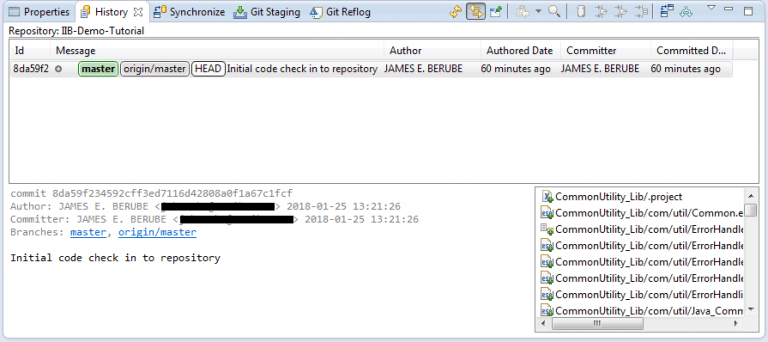 Properties History Synchronize Git Staging Git Reflog
Repository: IIB-Demo-Tutorial
Id Message Author Authored Date Committer Committed D...
8da59f2 master origin/master HEAD Initial code check in to repository JAMES E. BERUBE 60 minutes ago JAMES E. BERUBE 60 minutes ago
commit 8da59f234592cff3ed7116d42808a0f1a67c1fcf
Author: JAMES E. BERUBE < > 2018-01-25 13:21:26
Committer: JAMES E. BERUBE < > 2018-01-25 13:21:26
Branches: master, origin/master
Initial code check in to repository
CommonUtility_Lib/.project
CommonUtility_Lib/com/util/Common.e
CommonUtility_Lib/com/util/ErrorHandle
CommonUtility_Lib/com/util/ErrorHandle
CommonUtility_Lib/com/util/ErrorHandle
CommonUtility_Lib/com/util/ErrorHandle
CommonUtility_Lib/com/util/ErrorHandli
CommonUtility_Lib/com/util/Java_Comm